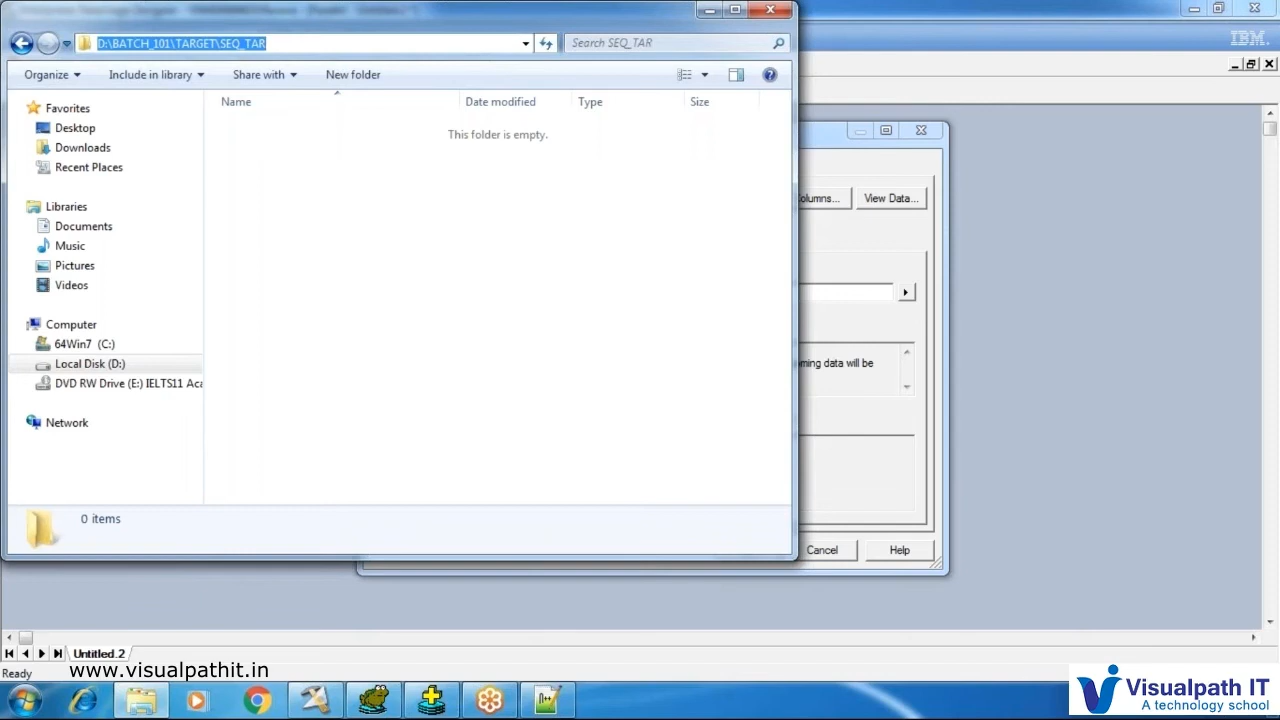 D:\BATCH_101\TARGET\SEQ_TAR
Search SEQ_TAR
IBM.
Organize
Include in library
Share with
New folder
Name
Date modified
Type
Size
This folder is empty.
Favorites
Desktop
Downloads
Recent Places
Libraries
Documents
Music
Pictures
Videos
Computer
64Win7 (C:)
Local Disk (D:)
DVD RW Drive (E:) IELTS11 Aca
Network
0 items
View Data...
data will be
Cancel
Help
Untitled.2
Ready
www.visualpathit.in
Visualpath IT
A technology school